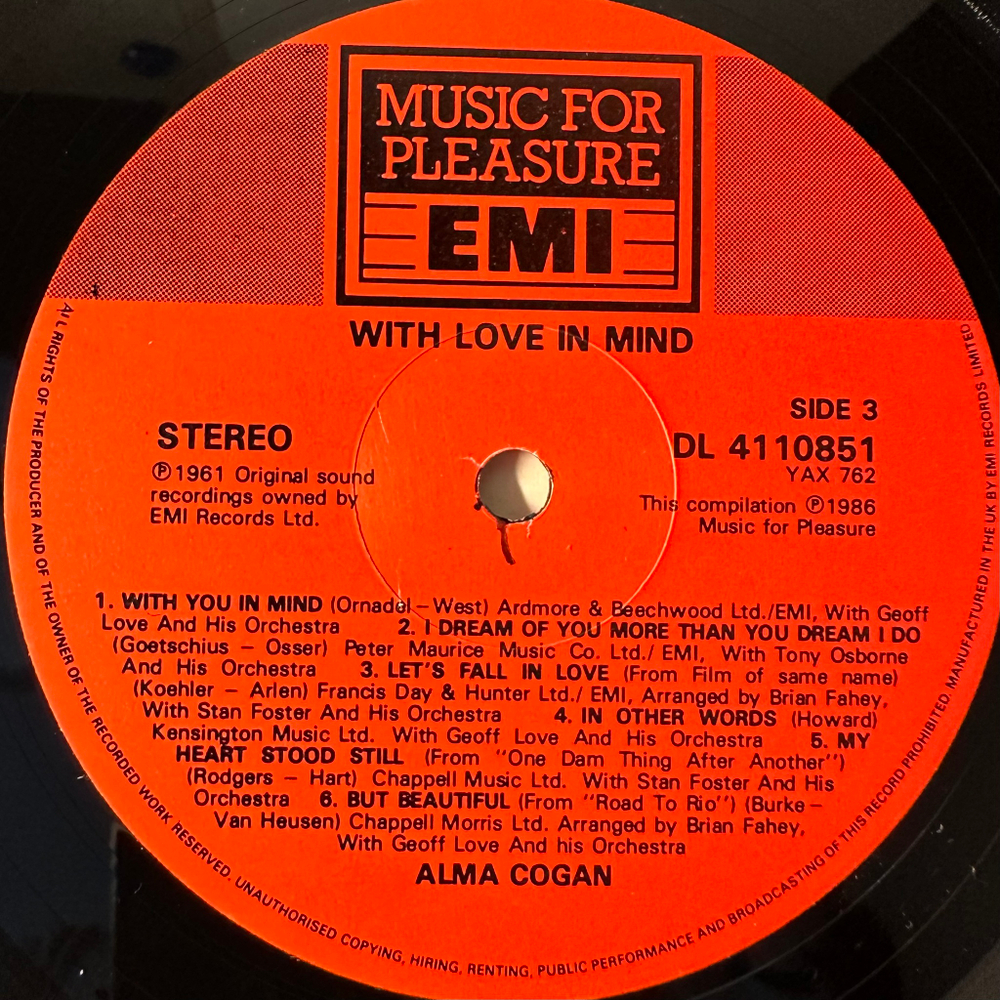 MUSIC FOR
PLEASURE
EMI
WITH LOVE IN MIND
SIDE 3
STEREO
DL 4110851
YAX 762
℗1961 Original sound
recordings owned by
EMI Records Ltd.
This compilation ℗1986
Music for Pleasure
1. WITH YOU IN MIND (Ornadel – West) Ardmore & Beechwood Ltd./EMI, With Geoff
Love And His Orchestra 2. I DREAM OF YOU MORE THAN YOU DREAM I DO
(Goetschius – Osser) Peter Maurice Music Co. Ltd./ EMI, With Tony Osborne
And His Orchestra 3. LET'S FALL IN LOVE (From Film of same name)
(Koehler – Arlen) Francis Day & Hunter Ltd./ EMI, Arranged by Brian Fahey,
With Stan Foster And His Orchestra 4. IN OTHER WORDS (Howard)
Kensington Music Ltd. With Geoff Love And His Orchestra 5. MY
HEART STOOD STILL (From "One Dam Thing After Another")
(Rodgers – Hart) Chappell Music Ltd. With Stan Foster And His
Orchestra 6. BUT BEAUTIFUL (From "Road To Rio") (Burke –
Van Heusen) Chappell Morris Ltd. Arranged by Brian Fahey,
With Geoff Love And his Orchestra
ALMA COGAN
ALL RIGHTS OF THE PRODUCER AND OF THE OWNER OF THE RECORDED WORK RESERVED. UNAUTHORISED COPYING, HIRING, RENTING, PUBLIC PERFORMANCE AND BROADCASTING OF THIS RECORD PROHIBITED. MANUFACTURED IN THE UK BY EMI RECORDS LIMITED